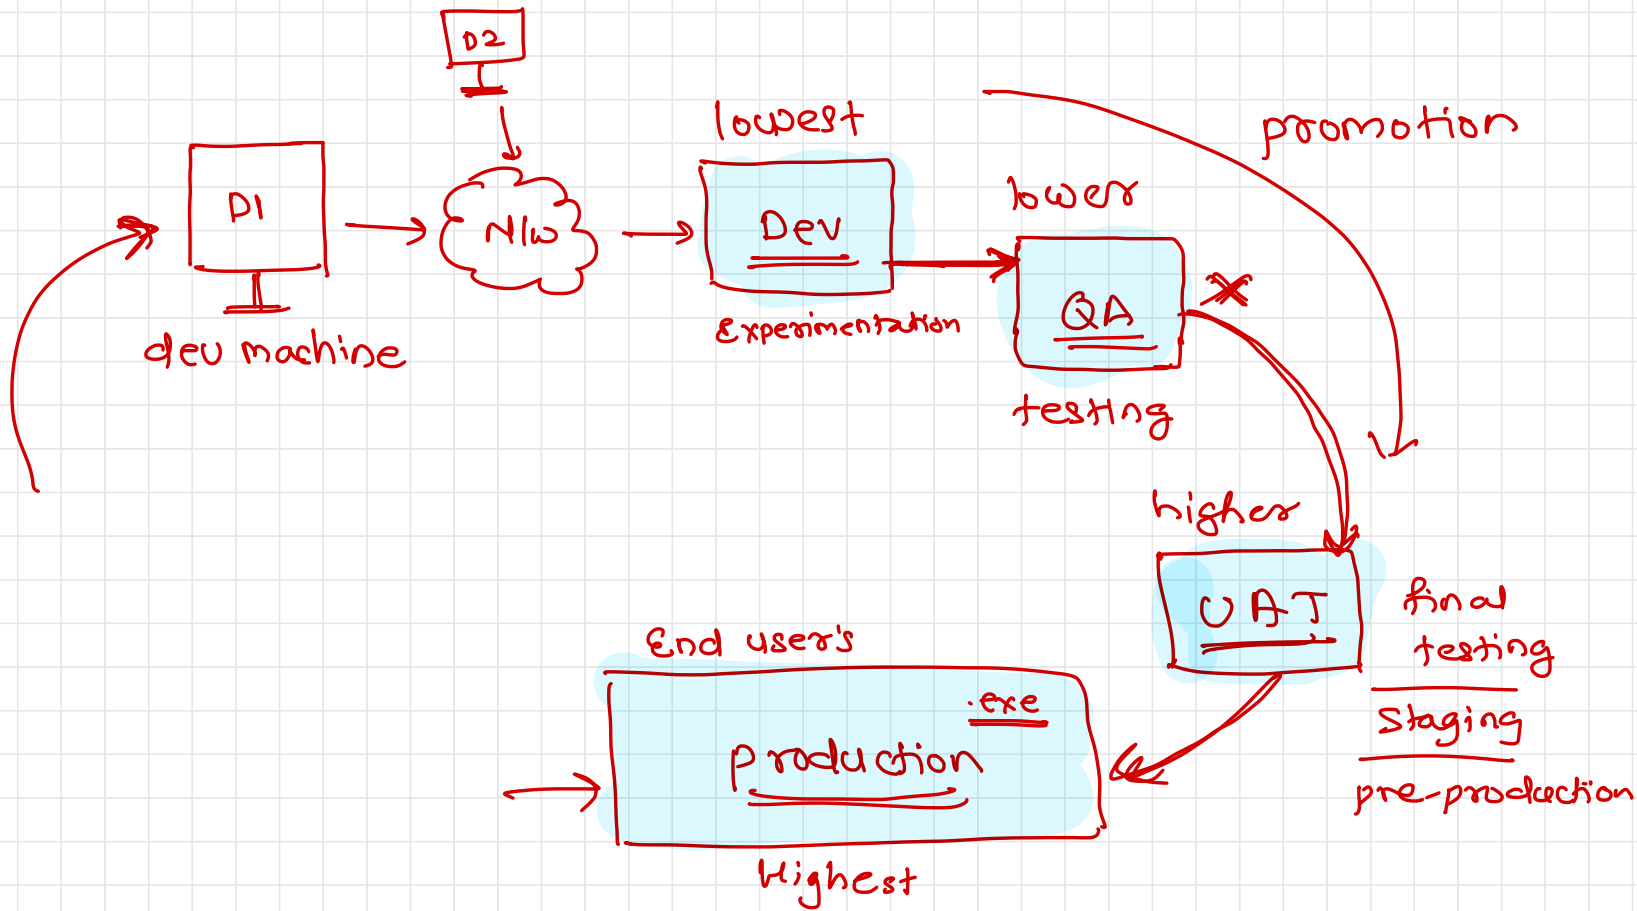 D2
lowest
promotion
lower
D1
N/W
Dev
QA
Experimentation
dev machine
testing
higher
UAT
final
testing
Staging
pre-production
End user's
.exe
production
Highest